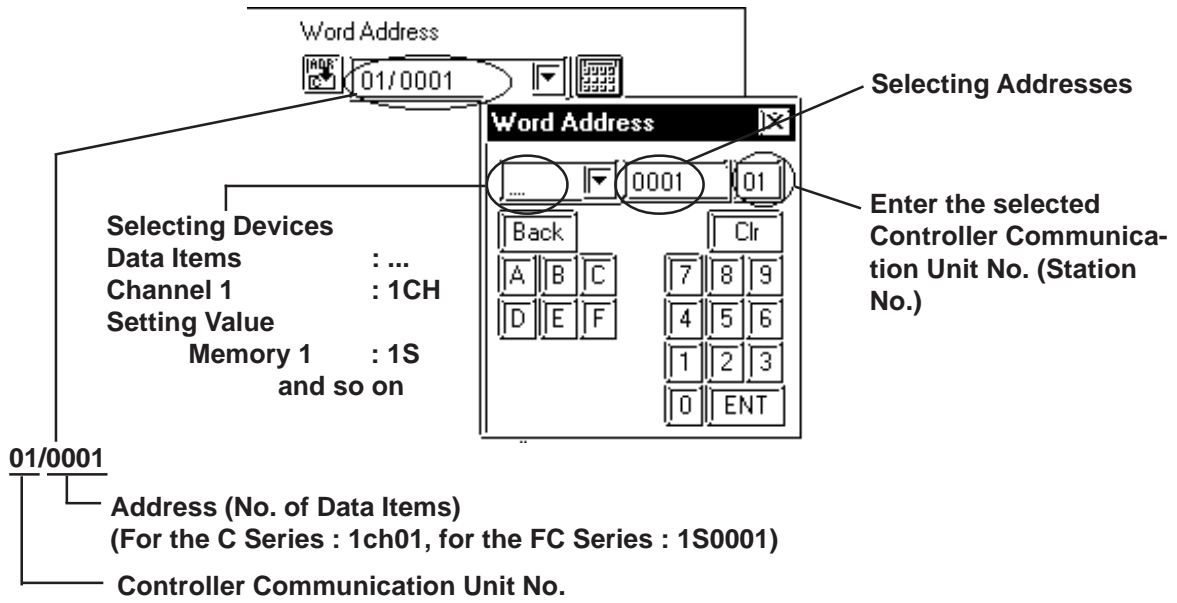 Word Address
01/0001
Selecting Addresses
Word Address
.... 0001 01
Enter the selected
Controller Communica-
tion Unit No. (Station
No.)
Selecting Devices
Data Items : ...
Channel 1 : 1CH
Setting Value
Memory 1 : 1S
and so on
Back Clr
A B C 7 8 9
D E F 4 5 6
1 2 3
0 ENT
01/0001
Address (No. of Data Items)
(For the C Series : 1ch01, for the FC Series : 1S0001)
Controller Communication Unit No.